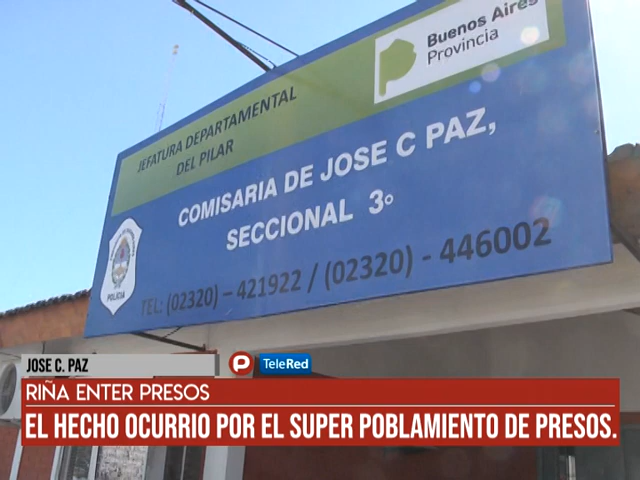 Buenos Aires
Provincia
JEFATURA DEPARTAMENTAL
DEL PILAR
COMISARIA DE JOSE C PAZ,
SECCIONAL 3º
POLICIA
TEL: (02320) – 421922 / (02320) - 446002
JOSE C. PAZ
P TeleRed
RIÑA ENTER PRESOS
EL HECHO OCURRIO POR EL SUPER POBLAMIENTO DE PRESOS.